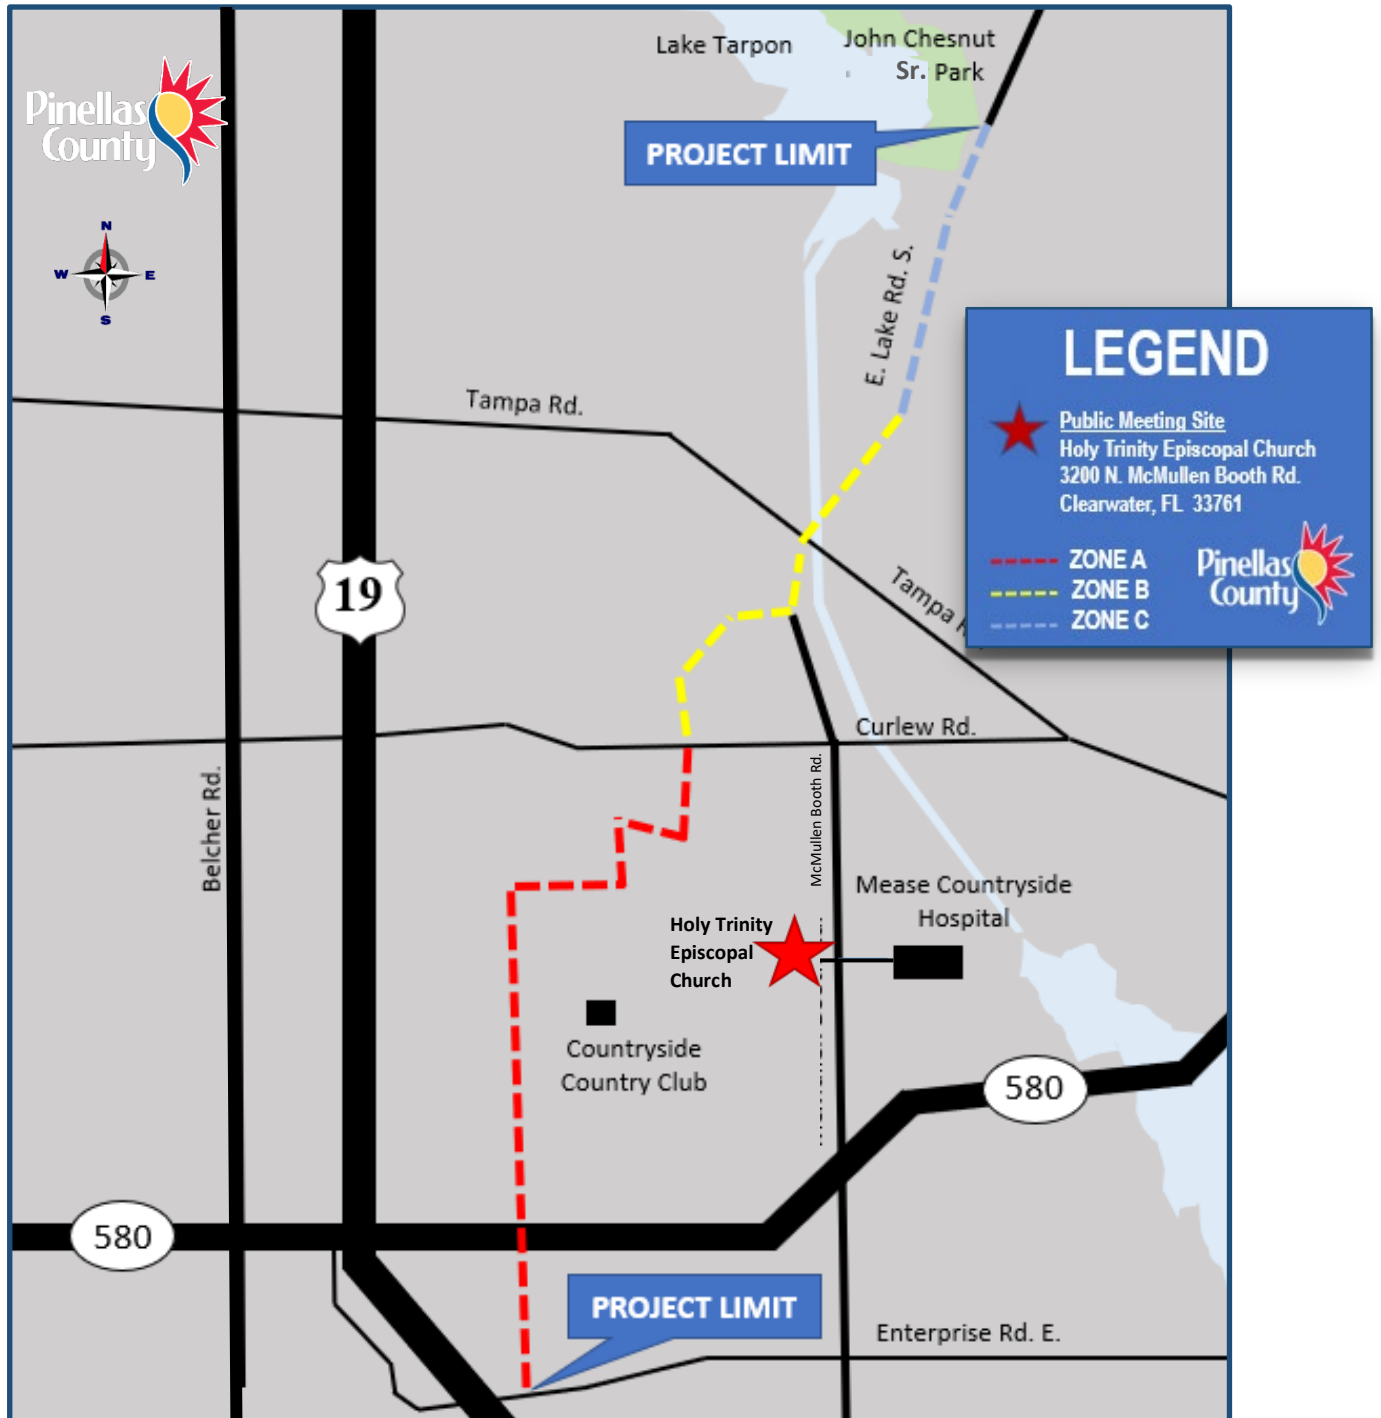 Lake Tarpon
John Chesnut
Sr. Park
Pinellas
County
PROJECT LIMIT
N
W E
S
E. Lake Rd. S.
LEGEND
Public Meeting Site
Holy Trinity Episcopal Church
3200 N. McMullen Booth Rd.
Clearwater, FL 33761
ZONE A
ZONE B
ZONE C
Pinellas
County
Tampa Rd.
19
Tampa
Curlew Rd.
McMullen Booth Rd.
Belcher Rd.
Mease Countryside
Hospital
Holy Trinity
Episcopal
Church
Countryside
Country Club
580
580
PROJECT LIMIT
Enterprise Rd. E.